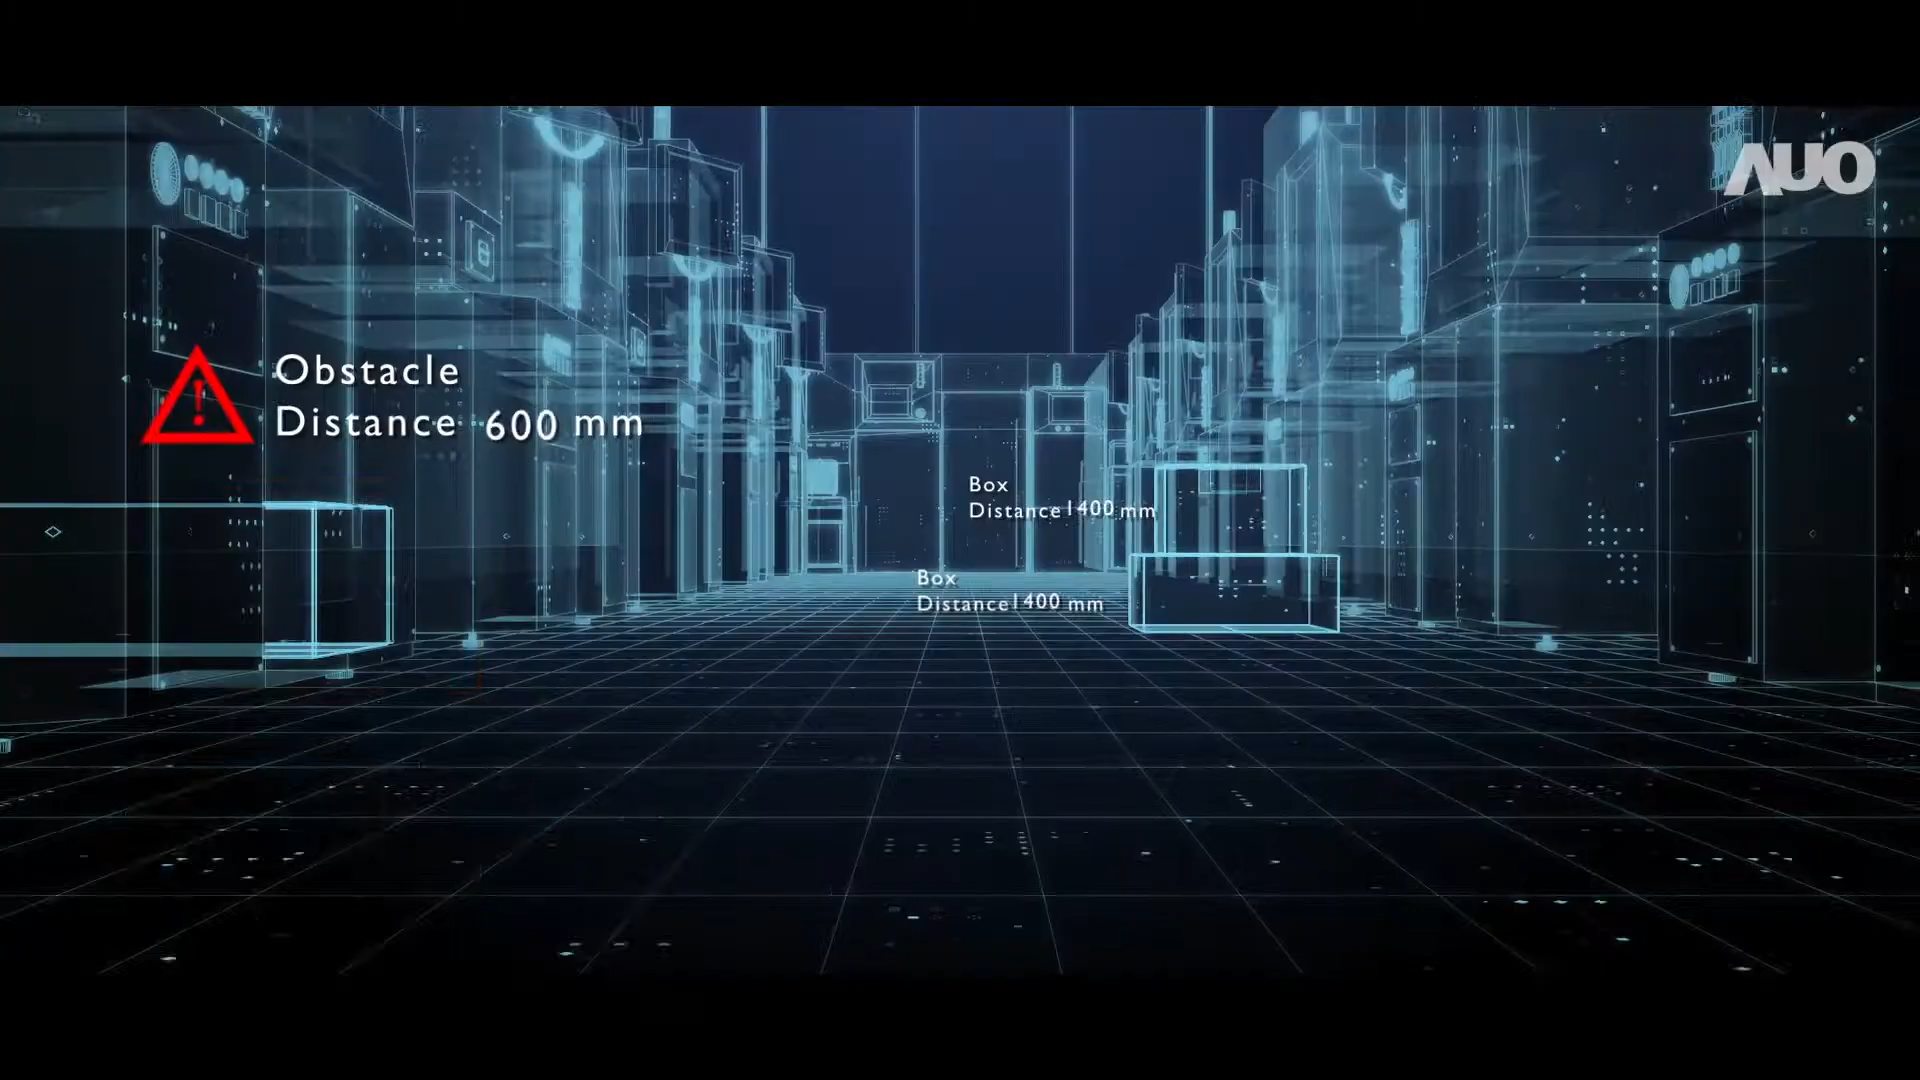 AUO
Obstacle
Distance 600 mm
Box
Distance 1400 mm
Box
Distance 1400 mm